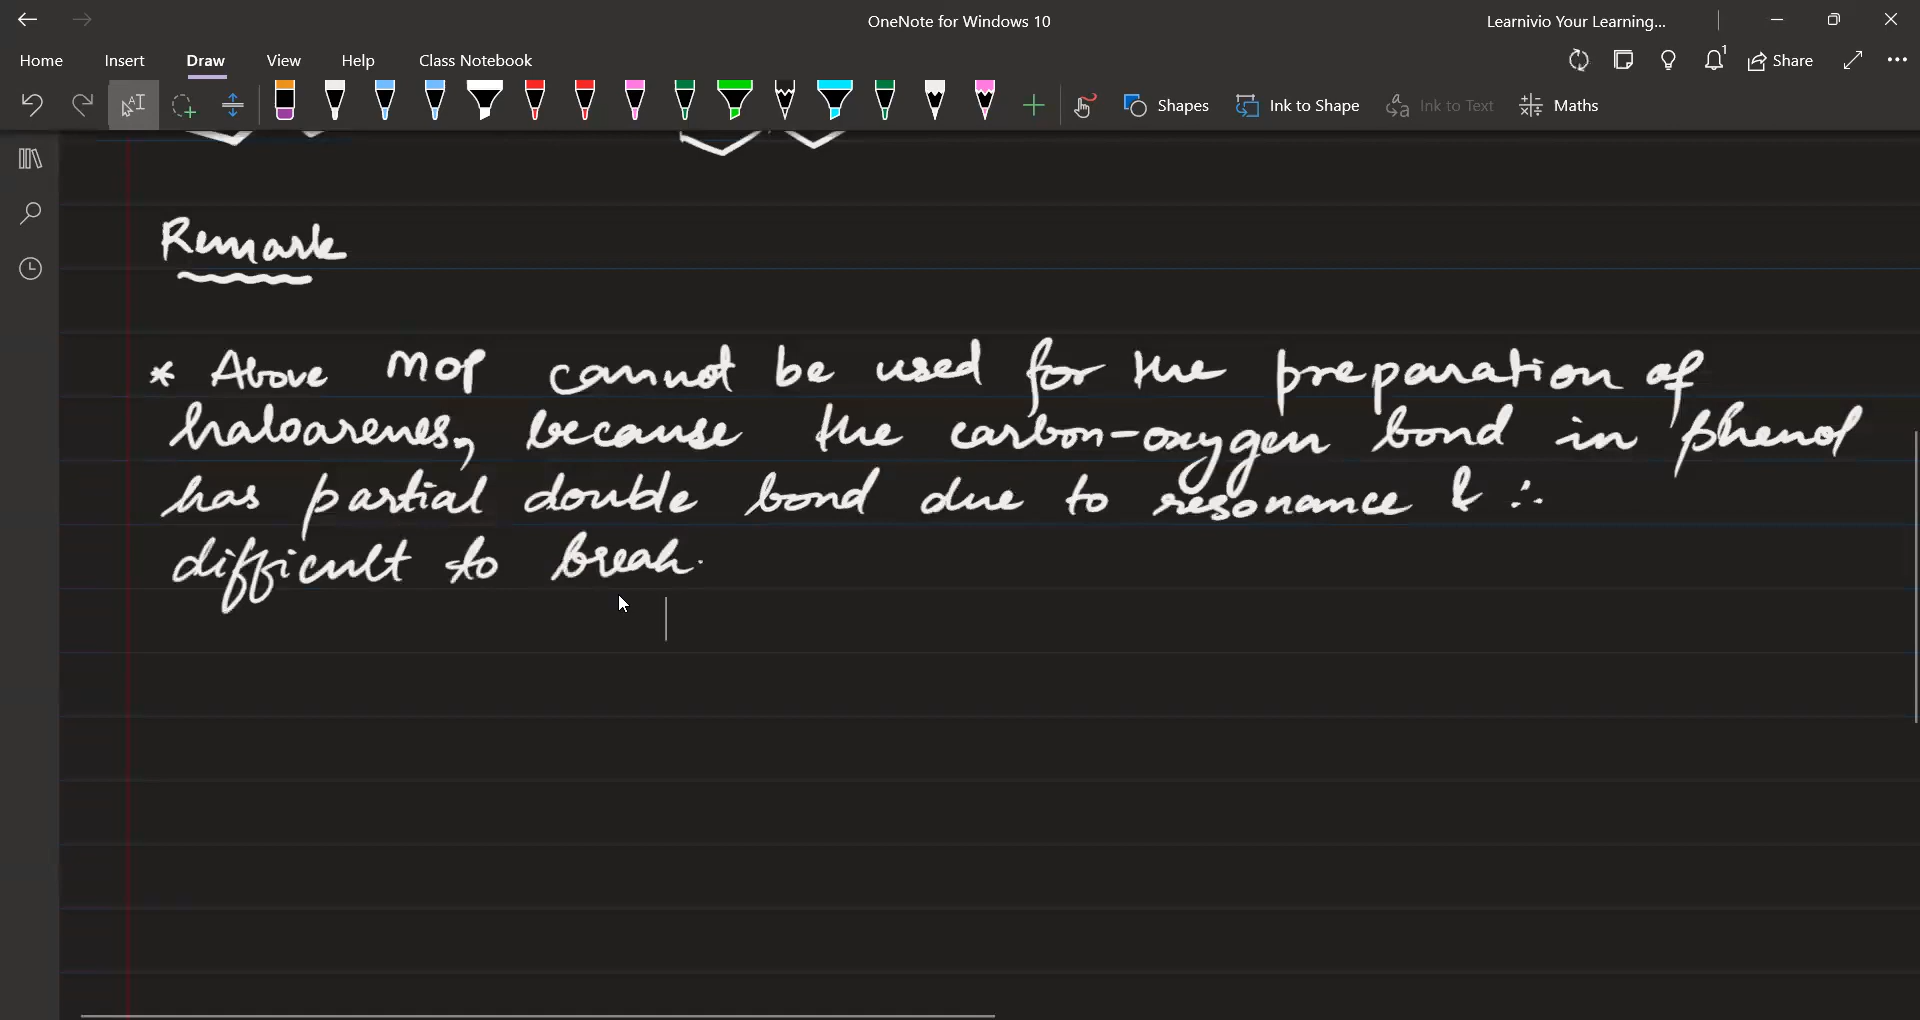 OneNote for Windows 10
Learnivio Your Learning...
Home Insert Draw View Help Class Notebook
1
Share
Shapes Ink to Shape Ink to Text Maths
Remark
* Above MOP cannot be used for the preparation of
haloarenes, because the carbon-oxygen bond in phenol
has partial double bond due to resonance & ∴
difficult to break.